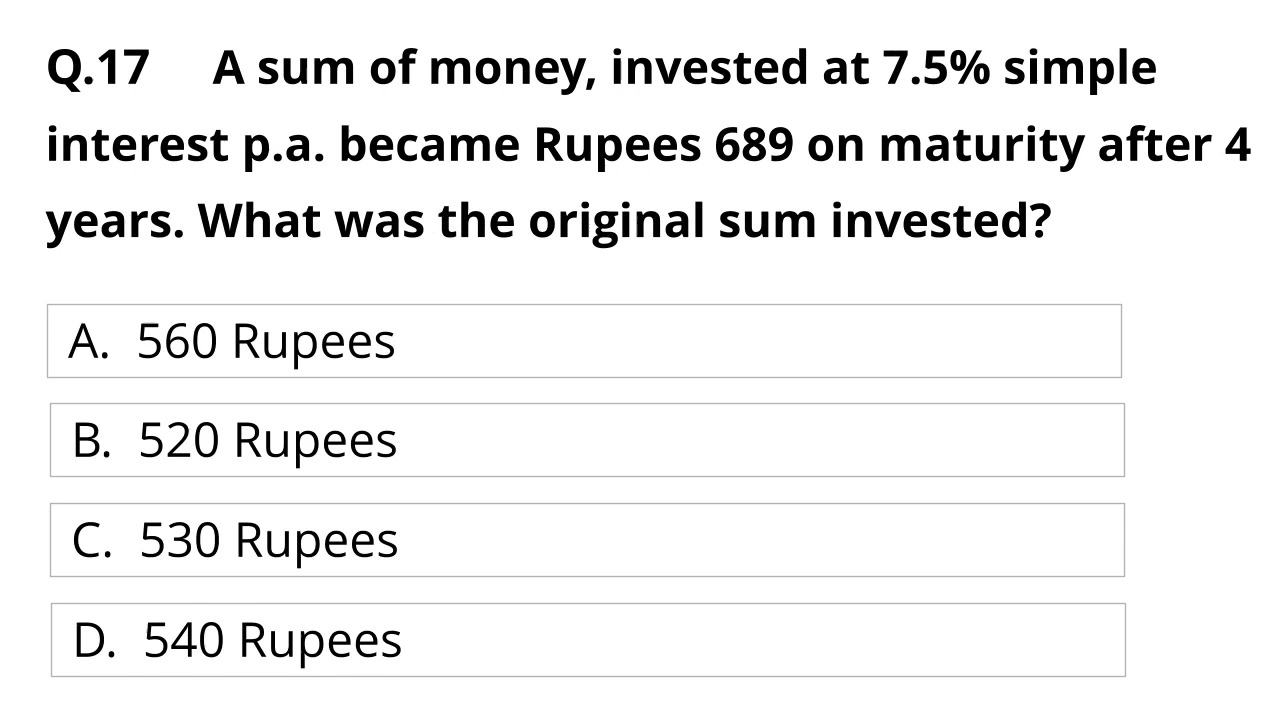 Q.17 A sum of money, invested at 7.5% simple
interest p.a. became Rupees 689 on maturity after 4
years. What was the original sum invested?
A. 560 Rupees
B. 520 Rupees
C. 530 Rupees
D. 540 Rupees